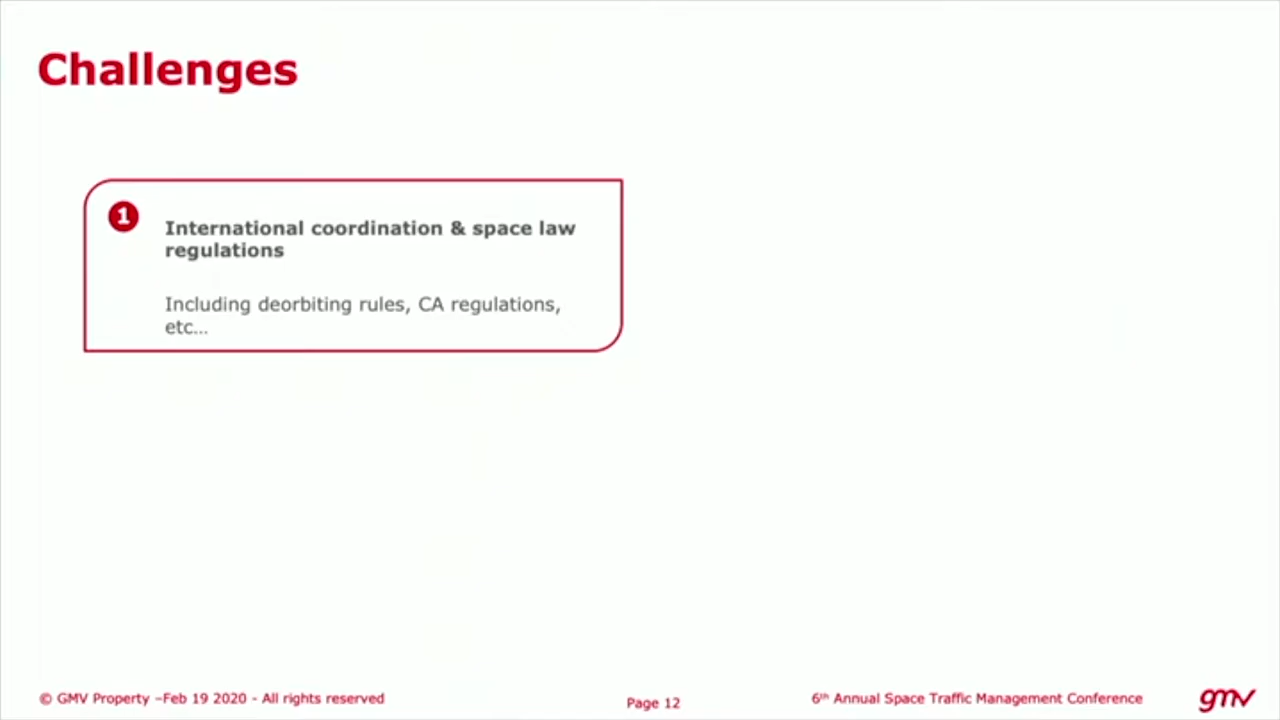 Challenges
1
International coordination & space law
regulations
Including deorbiting rules, CA regulations,
etc…
© GMV Property –Feb 19 2020 - All rights reserved
Page 12
6th Annual Space Traffic Management Conference
gmv